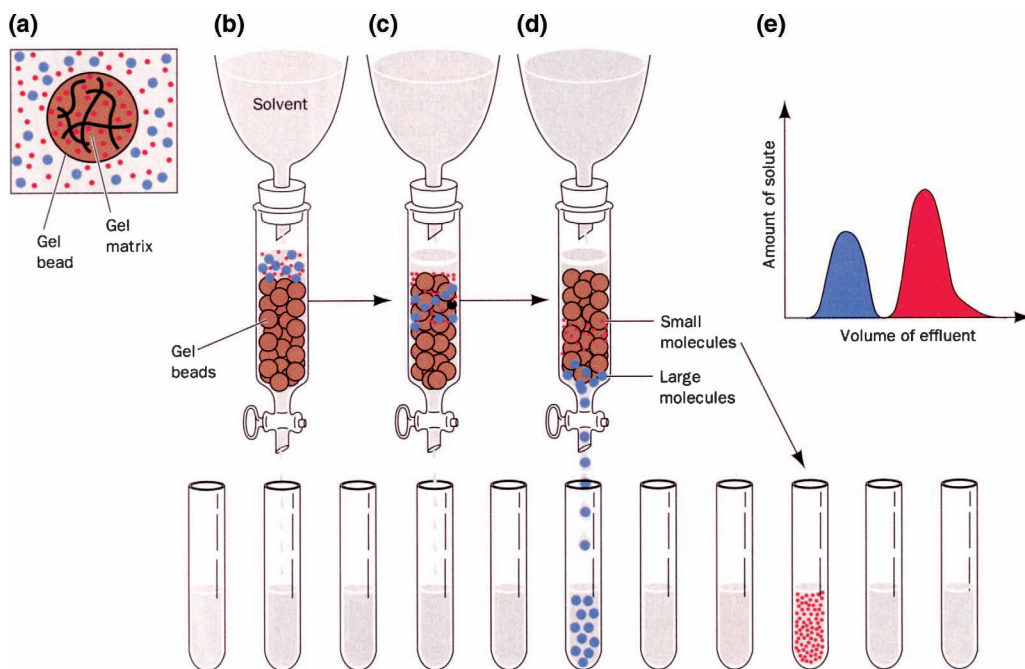 (a)
(b)
(c)
(d)
(e)
Solvent
Gel
bead
Gel
matrix
Gel
beads
Small
molecules
Large
molecules
Amount of solute
Volume of effluent